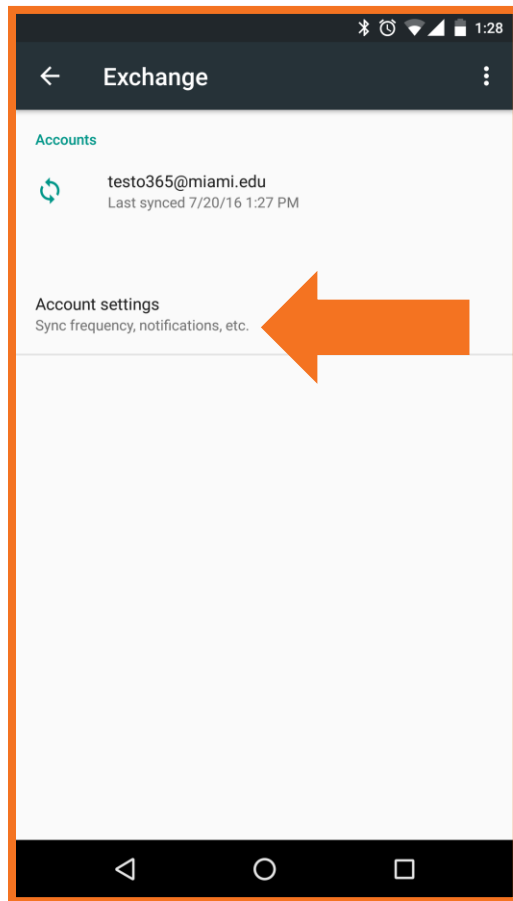 1:28
Exchange
Accounts
testo365@miami.edu
Last synced 7/20/16 1:27 PM
Account settings
Sync frequency, notifications, etc.